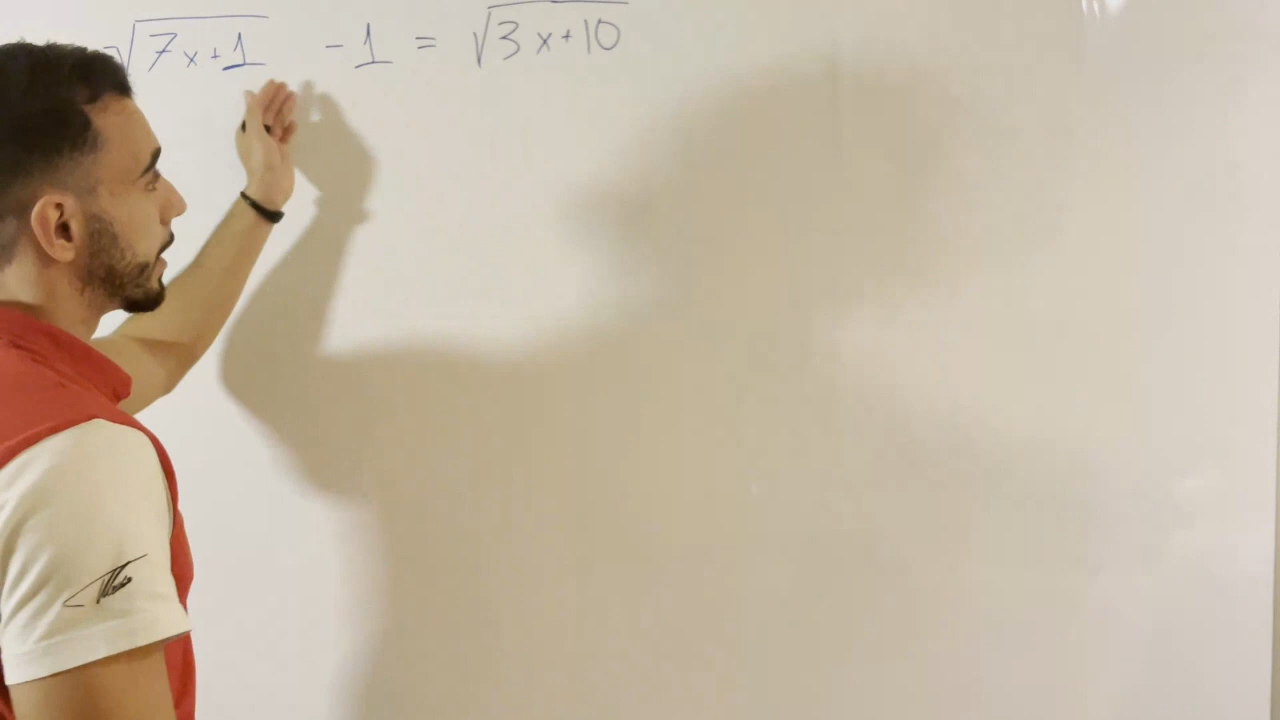 √7x+1 - 1 = √3x+10